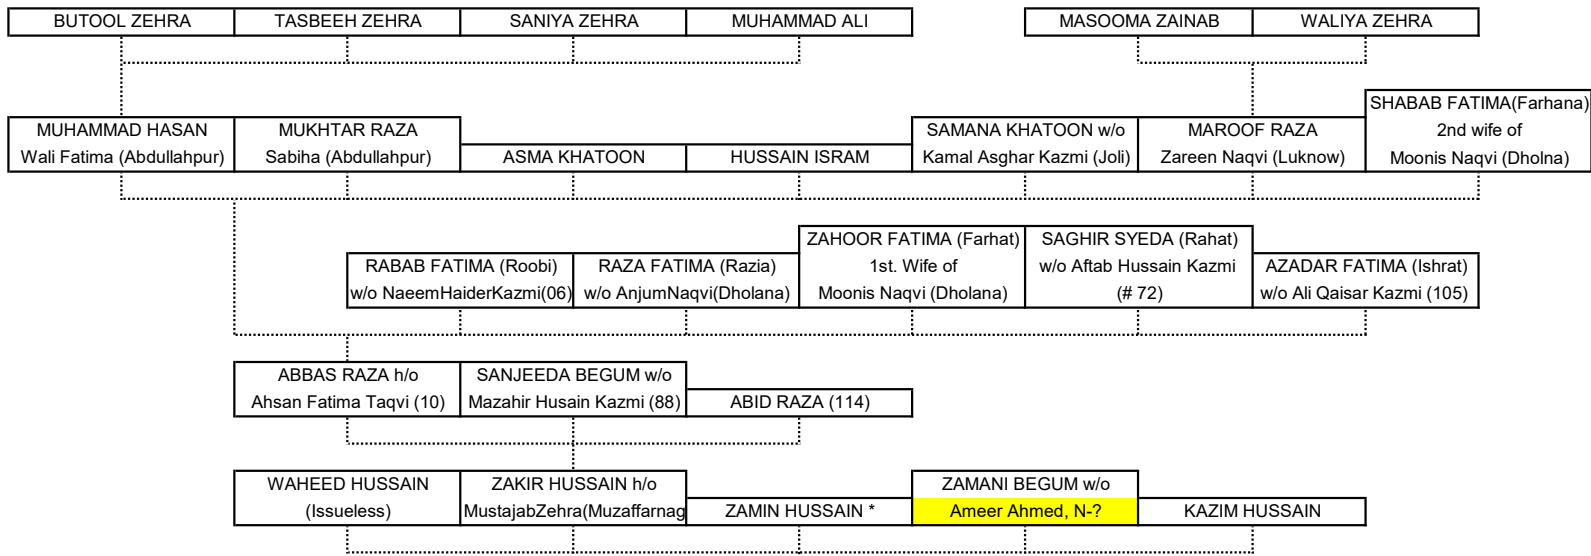 BUTOOL ZEHRA TASBEEH ZEHRA SANIYA ZEHRA MUHAMMAD ALI MASOOMA ZAINAB WALIYA ZEHRA
MUHAMMAD HASAN
Wali Fatima (Abdullahpur)
MUKHTAR RAZA
Sabiha (Abdullahpur)
ASMA KHATOON
HUSSAIN ISRAM
SAMANA KHATOON w/o
Kamal Asghar Kazmi (Joli)
MAROOF RAZA
Zareen Naqvi (Luknow)
SHABAB FATIMA(Farhana)
2nd wife of
Moonis Naqvi (Dholna)
RABAB FATIMA (Roobi)
w/o NaeemHaiderKazmi(06)
RAZA FATIMA (Razia)
w/o AnjumNaqvi(Dholana)
ZAHOOR FATIMA (Farhat)
1st. Wife of
Moonis Naqvi (Dholana)
SAGHIR SYEDA (Rahat)
w/o Aftab Hussain Kazmi
(# 72)
AZADAR FATIMA (Ishrat)
w/o Ali Qaisar Kazmi (105)
ABBAS RAZA h/o
Ahsan Fatima Taqvi (10)
SANJEEDA BEGUM w/o
Mazahir Husain Kazmi (88)
ABID RAZA (114)
WAHEED HUSSAIN
(Issueless)
ZAKIR HUSSAIN h/o
MustajabZehra(Muzaffarnag
ZAMIN HUSSAIN *
ZAMANI BEGUM w/o
Ameer Ahmed, N-?
KAZIM HUSSAIN